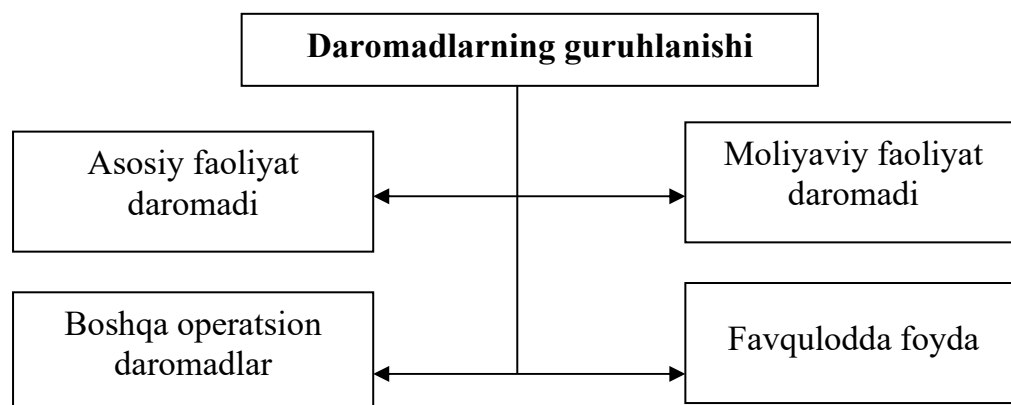 Daromadlarning guruhlanishi
Asosiy faoliyat
daromadi
Moliyaviy faoliyat
daromadi
Boshqa operatsion
daromadlar
Favqulodda foyda